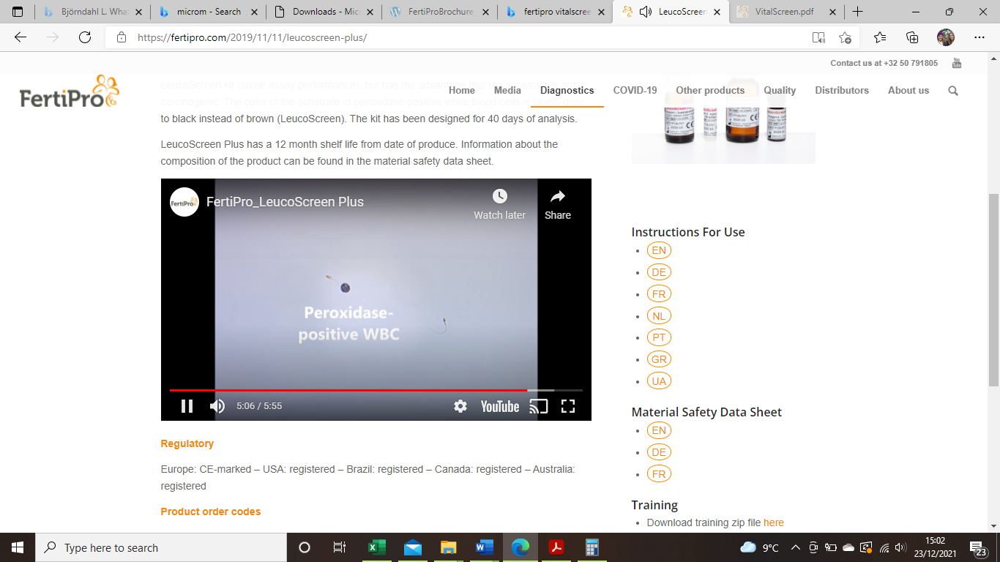 Björndahl L. Wha
microm - Search
Downloads - Mic
FertiProBrochure_
fertipro vitalscree
LeucoScreen
VitalScreen.pdf
https://fertipro.com/2019/11/11/leucoscreen-plus/
Contact us at +32 50 791805
FertiPro
Home Media Diagnostics COVID-19 Other products Quality Distributors About us
LeucoScreen kit (same assay performance), but has the advantage that
carcinogenic. The color of the substrate in peroxidase positive white blood cells is
to black instead of brown (LeucoScreen). The kit has been designed for 40 days of analysis.
LeucoScreen Plus has a 12 month shelf life from date of produce. Information about the
composition of the product can be found in the material safety data sheet.
FertiPro
FertiPro_LeucoScreen Plus
Watch later
Share
Peroxidase-
positive WBC
5:06 / 5:55
YouTube
Regulatory
Europe: CE-marked – USA: registered – Brazil: registered – Canada: registered – Australia:
registered
Product order codes
Instructions For Use
EN
DE
FR
NL
PT
GR
UA
Material Safety Data Sheet
EN
DE
FR
Training
Download training zip file here
Type here to search
9°C
15:02
23/12/2021
23